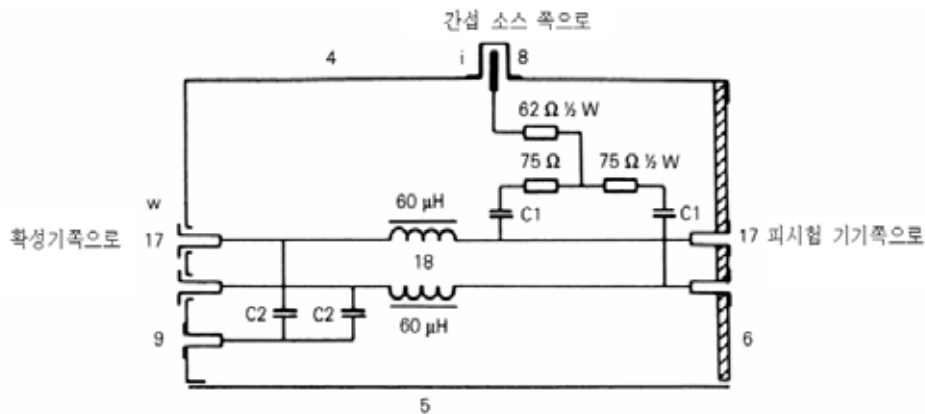 간섭 소스 쪽으로
4
i
8
62 Ω ½ W
75 Ω
75 Ω ½ W
w
60 μH
C1
C1
확성기쪽으로
17
17 피시험 기기쪽으로
18
C2
C2
60 μH
9
6
5